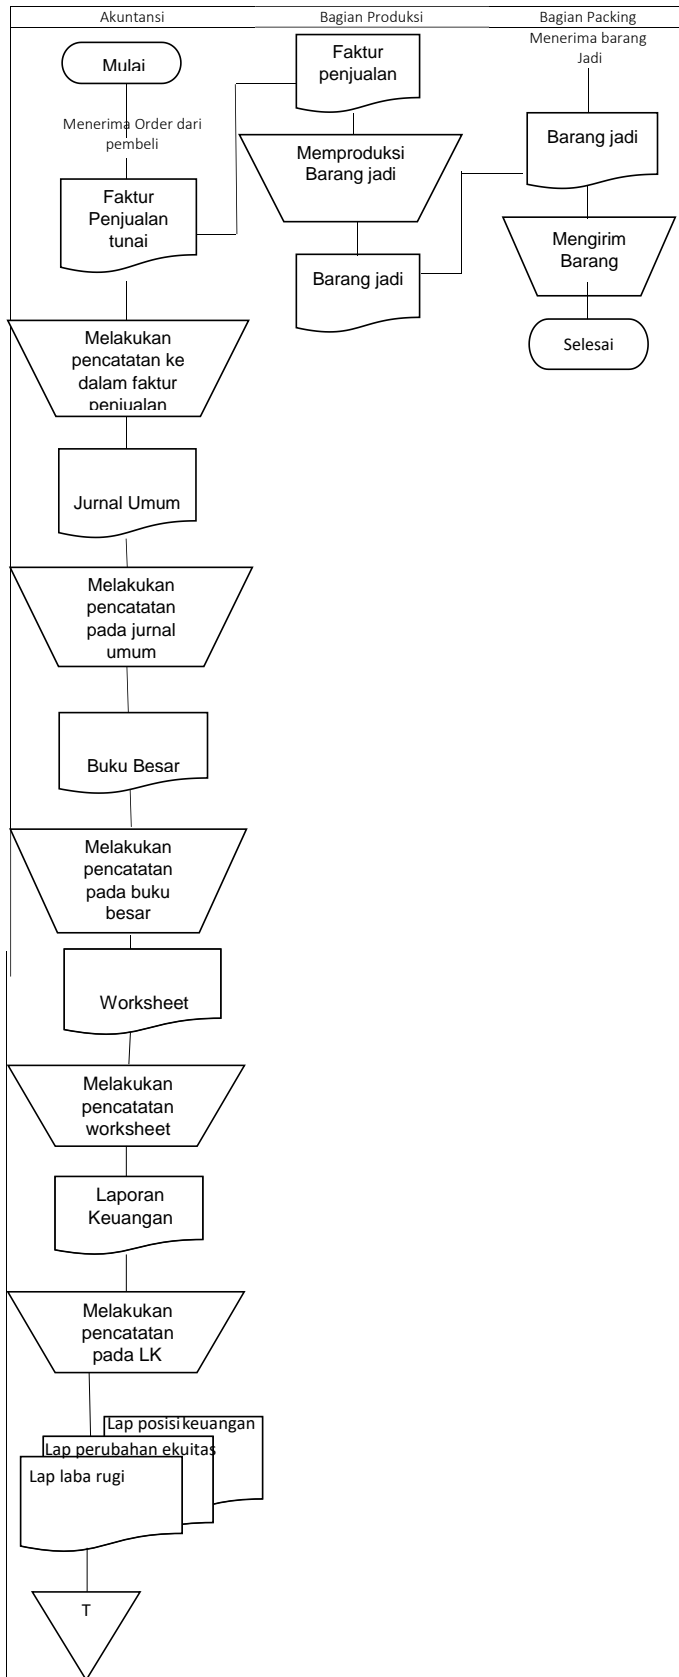 Akuntansi
Bagian Produksi
Bagian Packing
Mulai
Menerima Order dari
pembeli
Faktur
Penjualan
tunai
Melakukan
pencatatan ke
dalam faktur
penjualan
Jurnal Umum
Melakukan
pencatatan
pada jurnal
umum
Buku Besar
Melakukan
pencatatan
pada buku
besar
Worksheet
Melakukan
pencatatan
worksheet
Laporan
Keuangan
Melakukan
pencatatan
pada LK
Lap posisi keuangan
Lap perubahan ekuitas
Lap laba rugi
T
Faktur
penjualan
Memproduksi
Barang jadi
Barang jadi
Menerima barang
Jadi
Barang jadi
Mengirim
Barang
Selesai